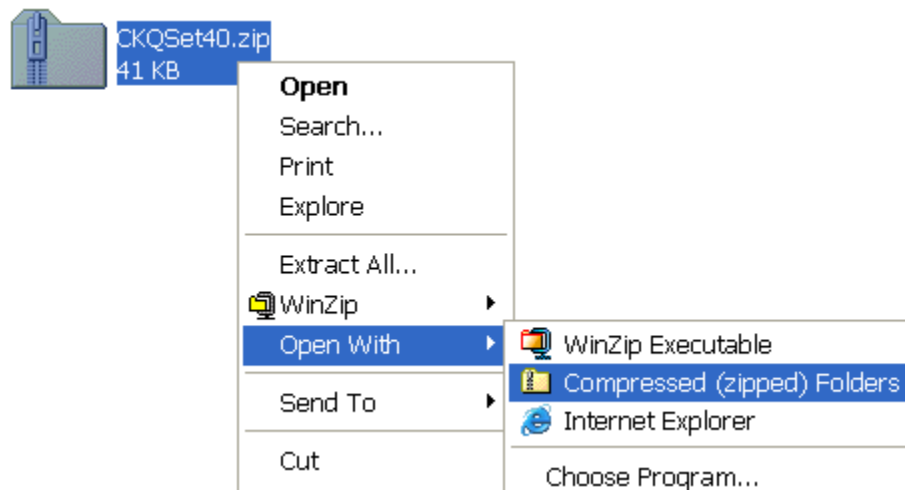 CKQSet40.zip
41 KB
Open
Search...
Print
Explore
Extract All...
WinZip
Open With
WinZip Executable
Compressed (zipped) Folders
Internet Explorer
Send To
Cut
Choose Program...